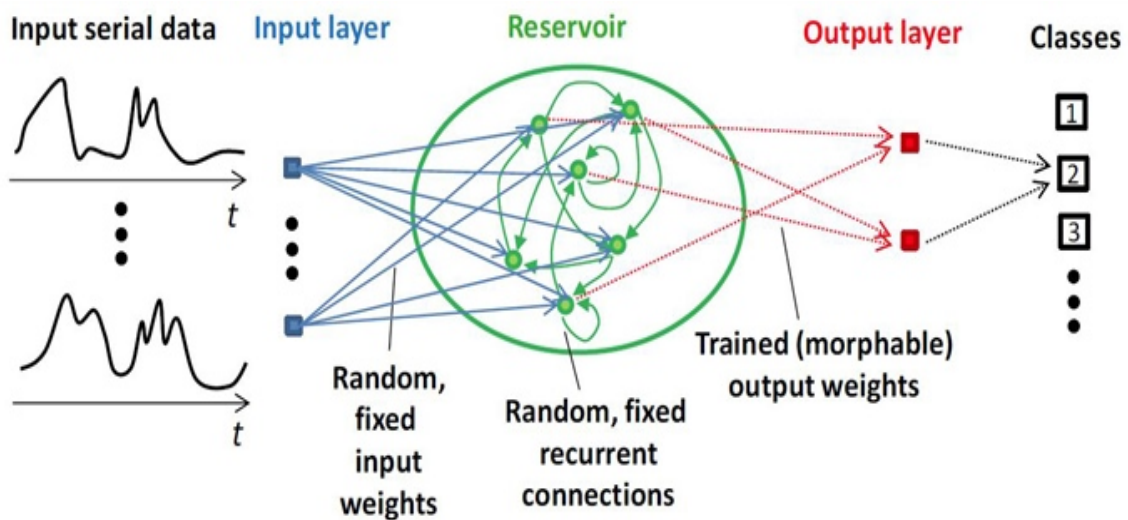 Input serial data
Input layer
Reservoir
Output layer
Classes
t
t
1
2
3
Random,
fixed
input
weights
Random, fixed
recurrent
connections
Trained (morphable)
output weights